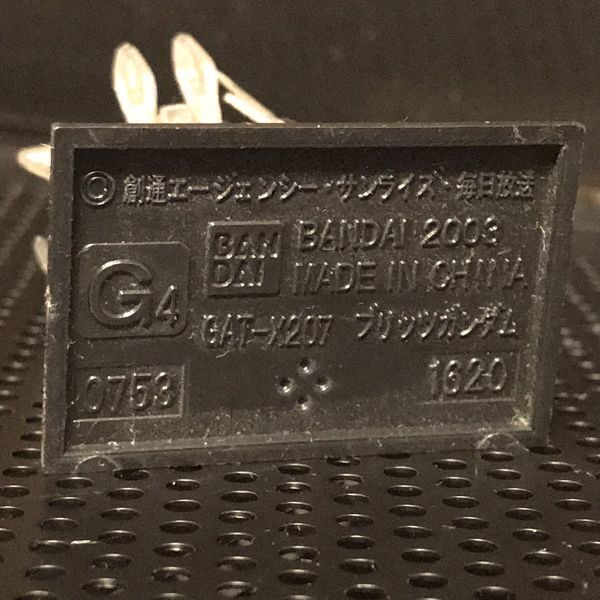 © 創通エージェンシー・サンライズ・毎日放送
BAN
DAI
BANDAI 2003
MADE IN CHINA
G4
GAT-X207 ブリッツガンダム
0753
1620